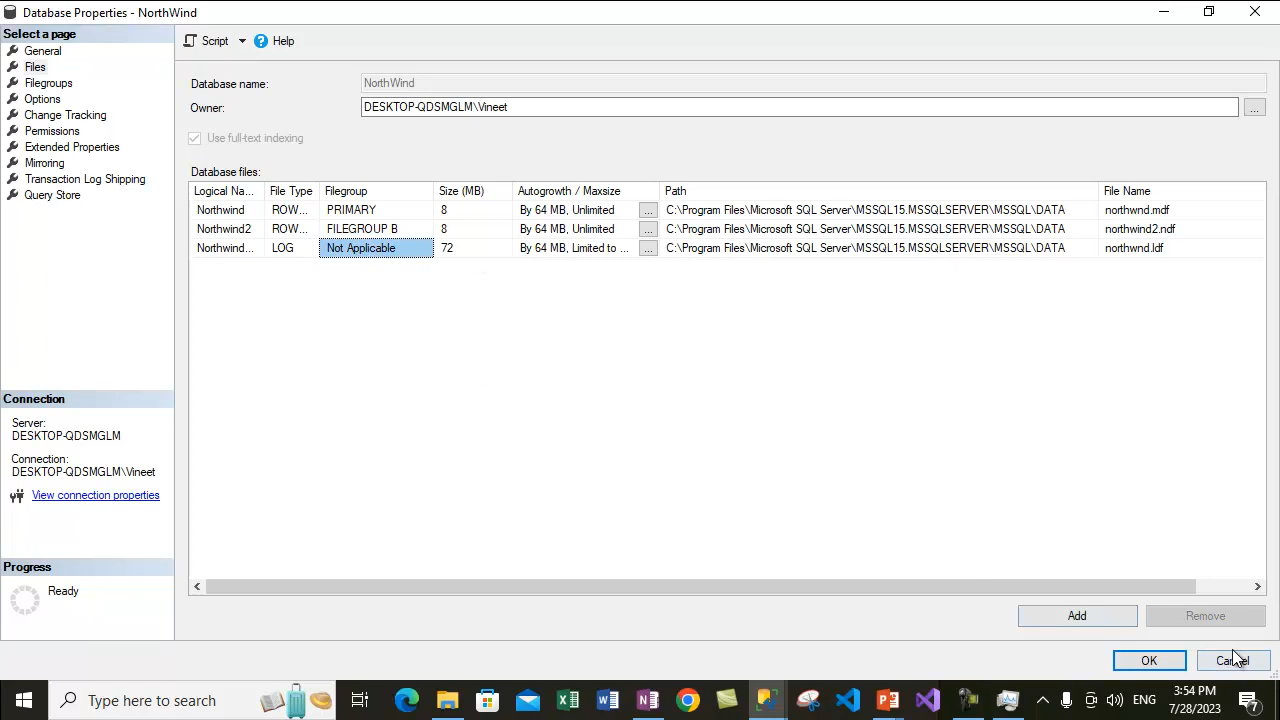 Database Properties - NorthWind
Select a page
General
Files
Filegroups
Options
Change Tracking
Permissions
Extended Properties
Mirroring
Transaction Log Shipping
Query Store
Connection
Server:
DESKTOP-QDSMGLM
Connection:
DESKTOP-QDSMGLM\Vineet
View connection properties
Progress
Ready
Script Help
Database name: NorthWind
Owner: DESKTOP-QDSMGLM\Vineet ...
Use full-text indexing
Database files:
Logical Na... File Type Filegroup Size (MB) Autogrowth / Maxsize Path File Name
Northwind ROW... PRIMARY 8 By 64 MB, Unlimited ... C:\Program Files\Microsoft SQL Server\MSSQL15.MSSQLSERVER\MSSQL\DATA northwnd.mdf
Northwind2 ROW... FILEGROUP B 8 By 64 MB, Unlimited ... C:\Program Files\Microsoft SQL Server\MSSQL15.MSSQLSERVER\MSSQL\DATA northwind2.ndf
Northwind... LOG Not Applicable 72 By 64 MB, Limited to ... ... C:\Program Files\Microsoft SQL Server\MSSQL15.MSSQLSERVER\MSSQL\DATA northwnd.ldf
Add Remove
OK Cancel
Type here to search
ENG
3:54 PM
7/28/2023
7